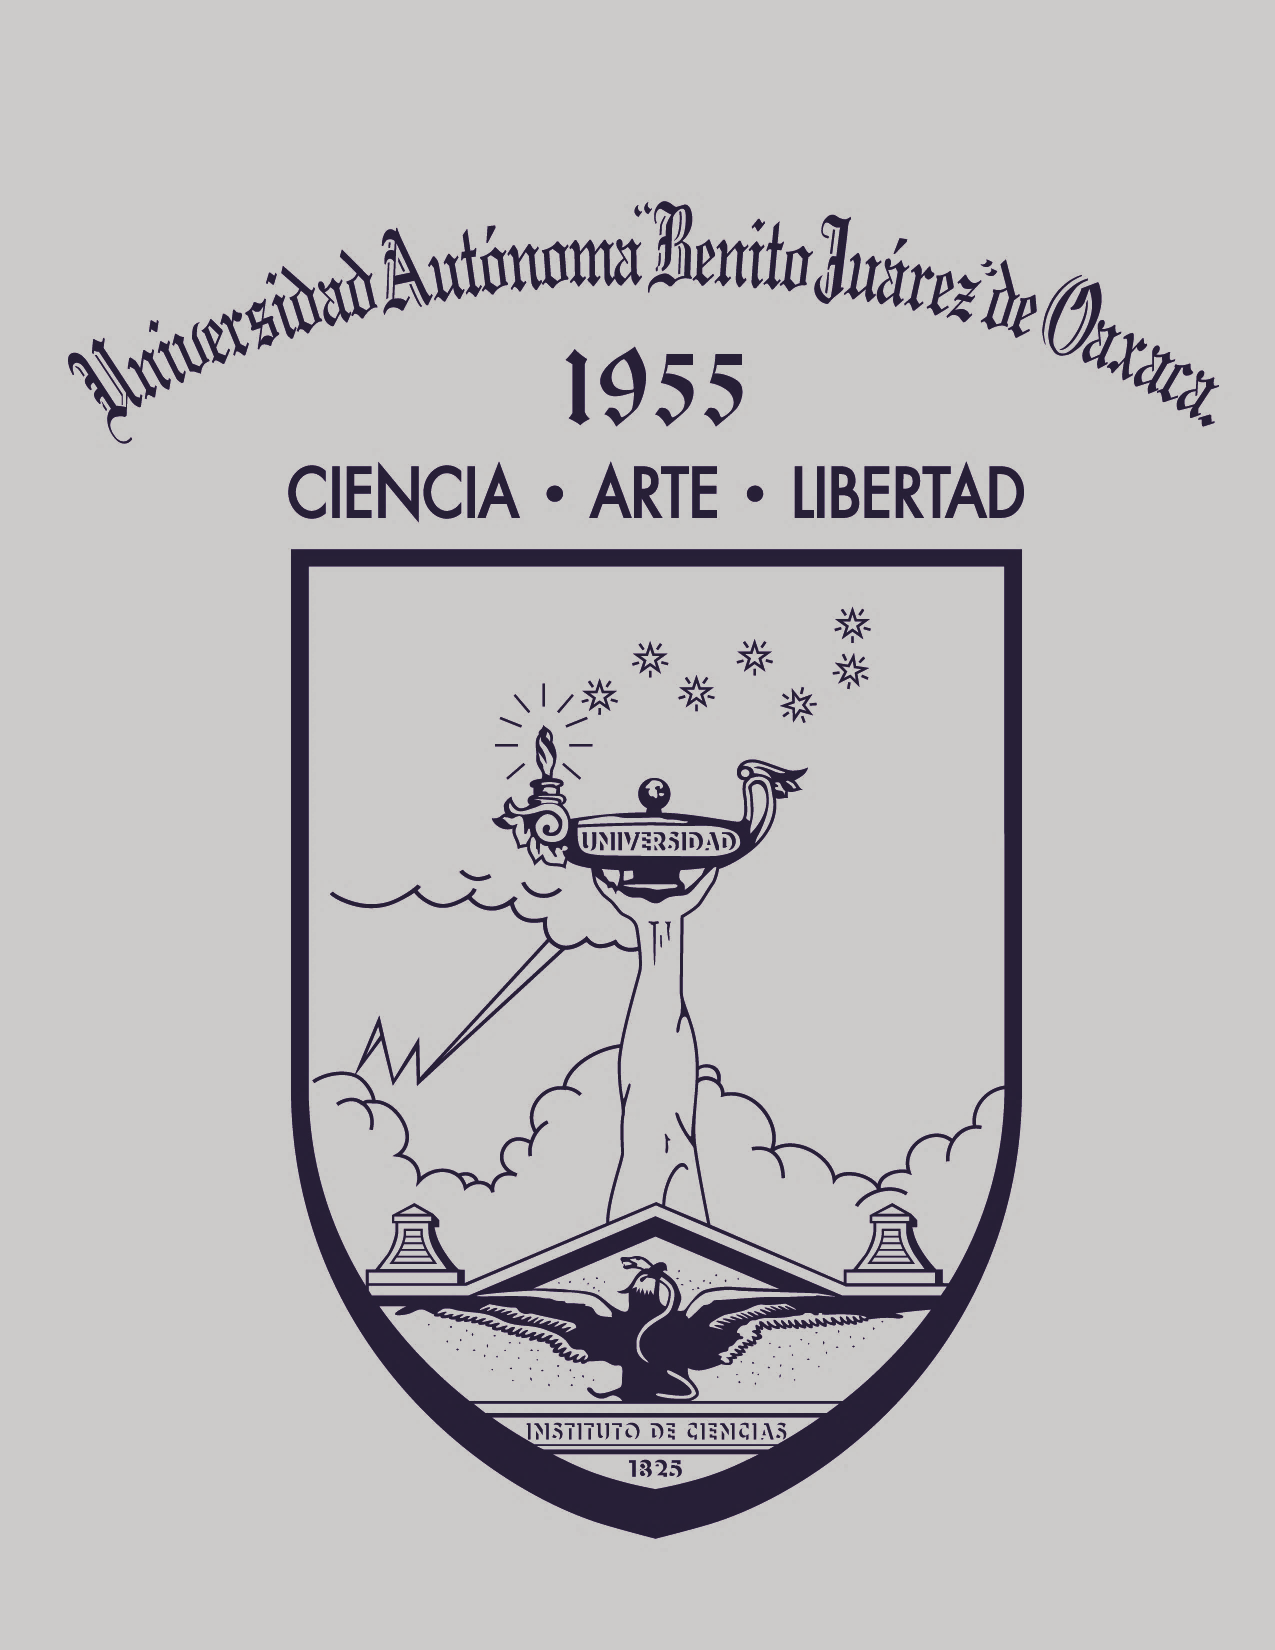 Universidad Autónoma “Benito Juárez” de Oaxaca.
1955
CIENCIA • ARTE • LIBERTAD
UNIVERSIDAD
INSTITUTO DE CIENCIAS
1825